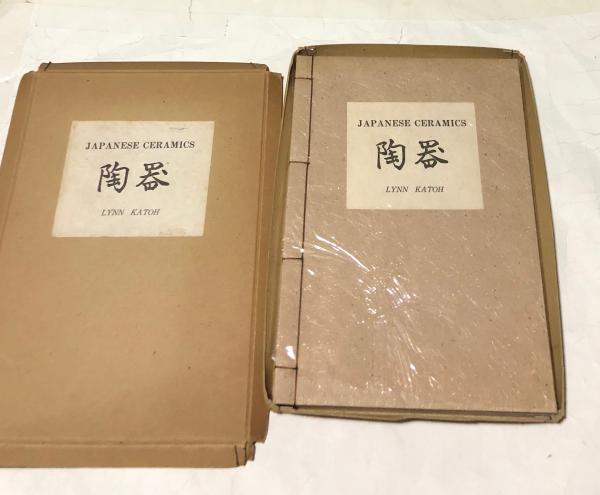 JAPANESE CERAMICS
陶器
LYNN KATOH
JAPANESE CERAMICS
陶器
LYNN KATOH